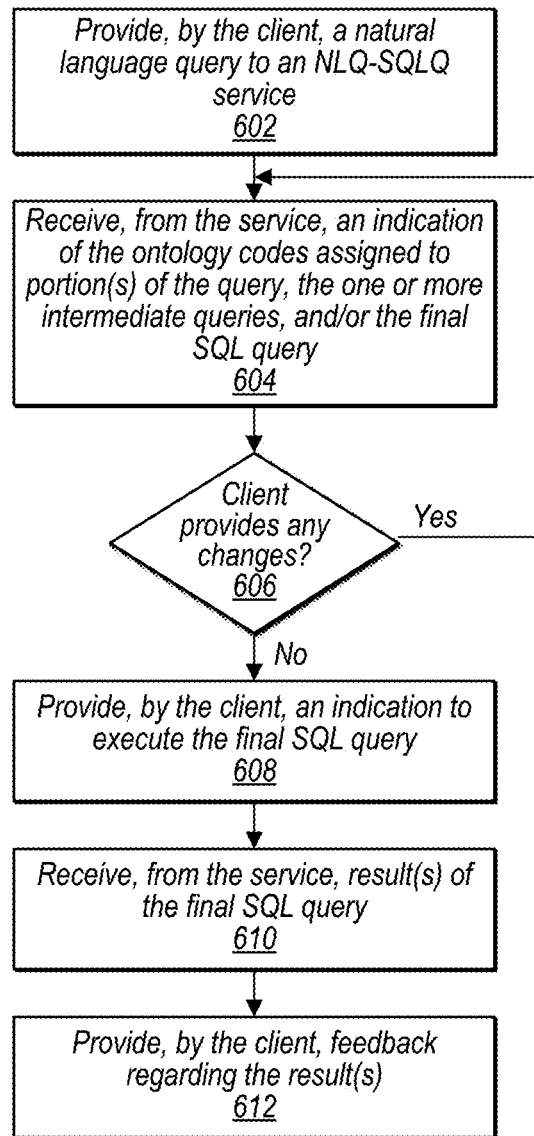 Provide, by the client, a natural
language query to an NLQ-SQLQ
service
602
Receive, from the service, an indication
of the ontology codes assigned to
portion(s) of the query, the one or more
intermediate queries, and/or the final
SQL query
604
Client
provides any
changes?
606
Yes
No
Provide, by the client, an indication to
execute the final SQL query
608
Receive, from the service, result(s) of
the final SQL query
610
Provide, by the client, feedback
regarding the result(s)
612